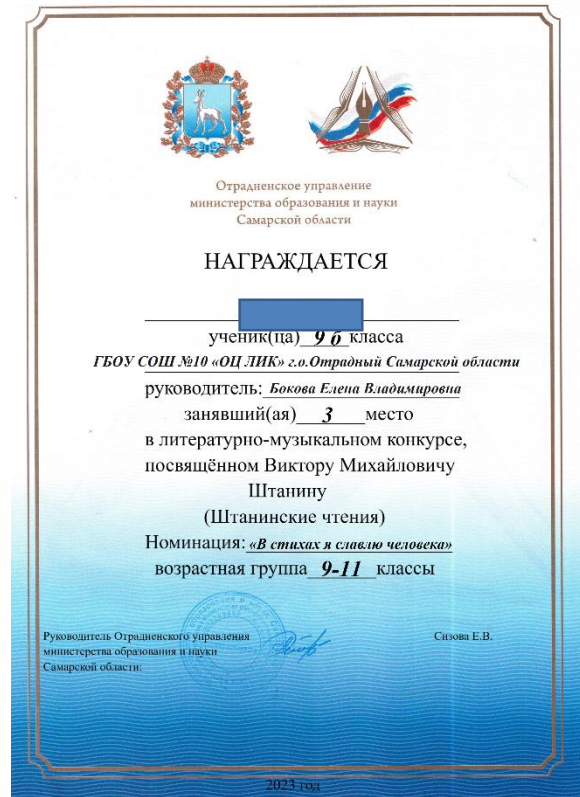 Отрадненское управление
министерства образования и науки
Самарской области
НАГРАЖДАЕТСЯ
ученик(ца) 9 б класса
ГБОУ СОШ №10 «ОЦ ЛИК» г.о.Отрадный Самарской области
руководитель: Бокова Елена Владимировна
занявший(ая) 3 место
в литературно-музыкальном конкурсе,
посвящённом Виктору Михайловичу
Штанину
(Штанинские чтения)
Номинация: «В стихах я славлю человека»
возрастная группа 9-11 классы
Руководитель Отрадненского управления
министерства образования и науки
Самарской области:
Сизова Е.В.
2023 год